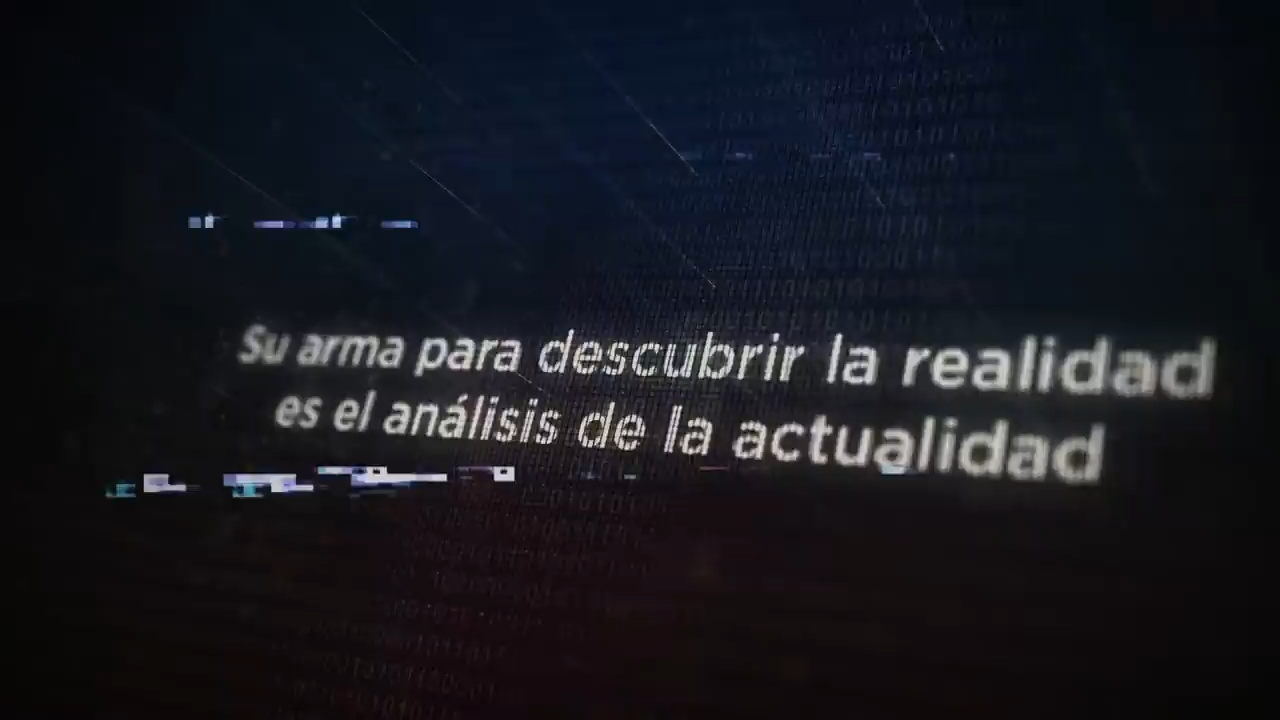 Su arma para descubrir la realidad
es el análisis de la actualidad